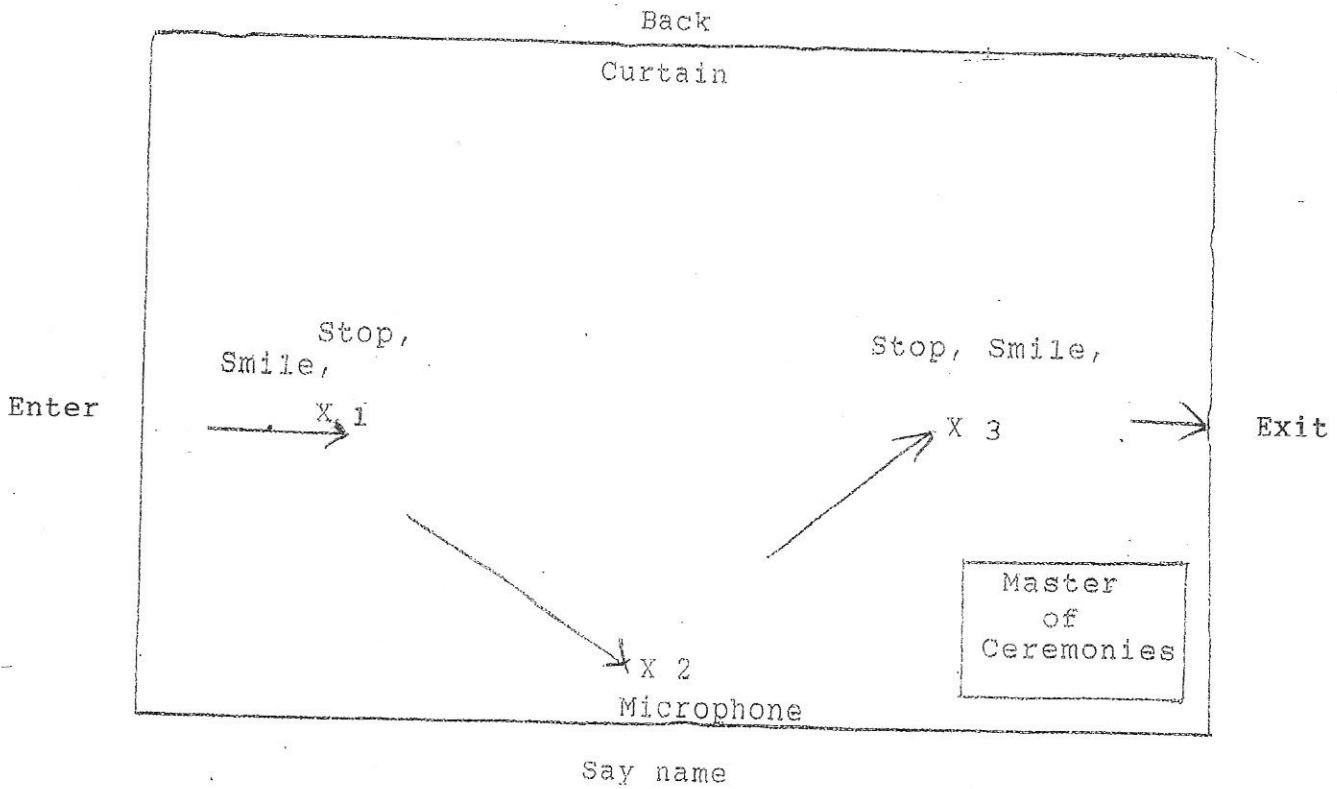 Back
Curtain
Stop,
Smile,
Stop, Smile,
Enter
X 1
X 3
Exit
Master
of
Ceremonies
X 2
Microphone
Say name